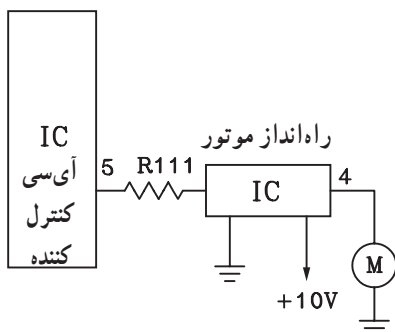 IC
آی‌سی
کنترل
کننده
5
R111
راه‌انداز موتور
IC
4
+10V
M